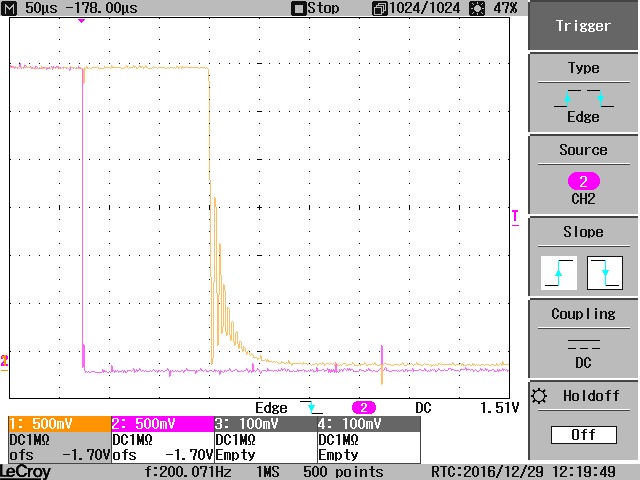 M 50µs -178.00µs Stop 1024/1024 47%
Trigger
Type
Edge
Source
2
CH2
T
Slope
Coupling
DC
2
Holdoff
Off
Edge 2 DC 1.51V
1: 500mV 2: 500mV 3: 100mV 4: 100mV
DC1MΩ DC1MΩ DC1MΩ DC1MΩ
ofs -1.70V ofs -1.70V Empty Empty
LeCroy f:200.071Hz 1MS 500 points RTC:2016/12/29 12:19:49